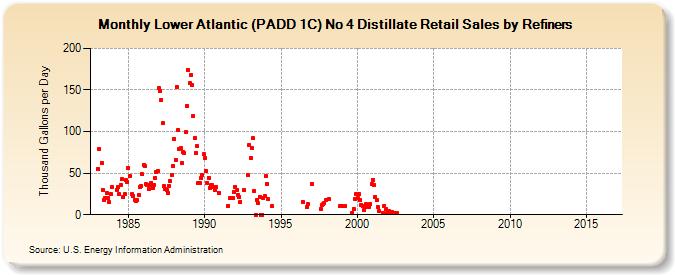 Monthly Lower Atlantic (PADD 1C) No 4 Distillate Retail Sales by Refiners
Thousand Gallons per Day
200
150
100
50
0
1985 1990 1995 2000 2005 2010 2015
Source: U.S. Energy Information Administration